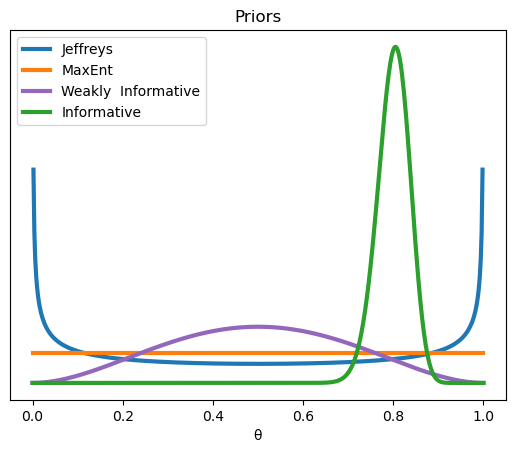 Priors
Jeffreys
MaxEnt
Weakly  Informative
Informative
0.0 0.2 0.4 0.6 0.8 1.0
θ